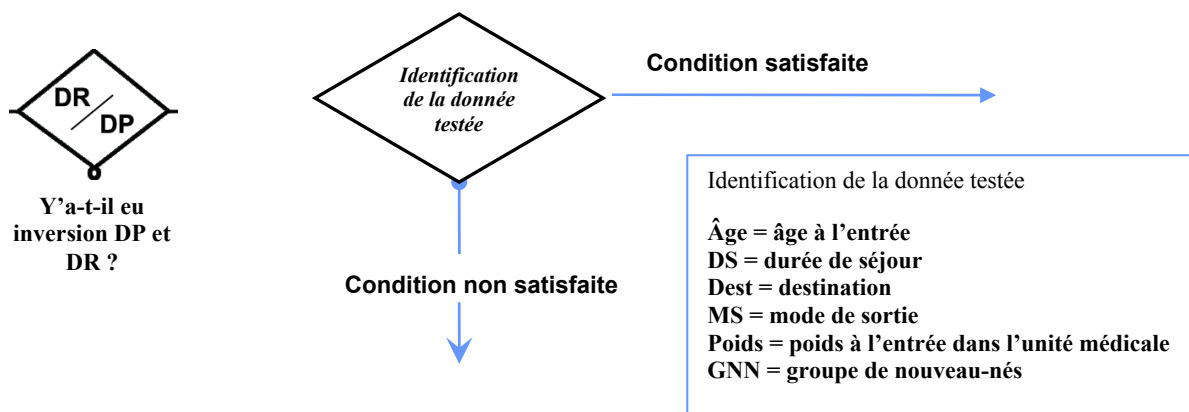 DR
DP
Y'a-t-il eu
inversion DP et
DR ?
Identification
de la donnée
testée
Condition satisfaite
Condition non satisfaite
Identification de la donnée testée
Âge = âge à l'entrée
DS = durée de séjour
Dest = destination
MS = mode de sortie
Poids = poids à l'entrée dans l'unité médicale
GNN = groupe de nouveau-nés